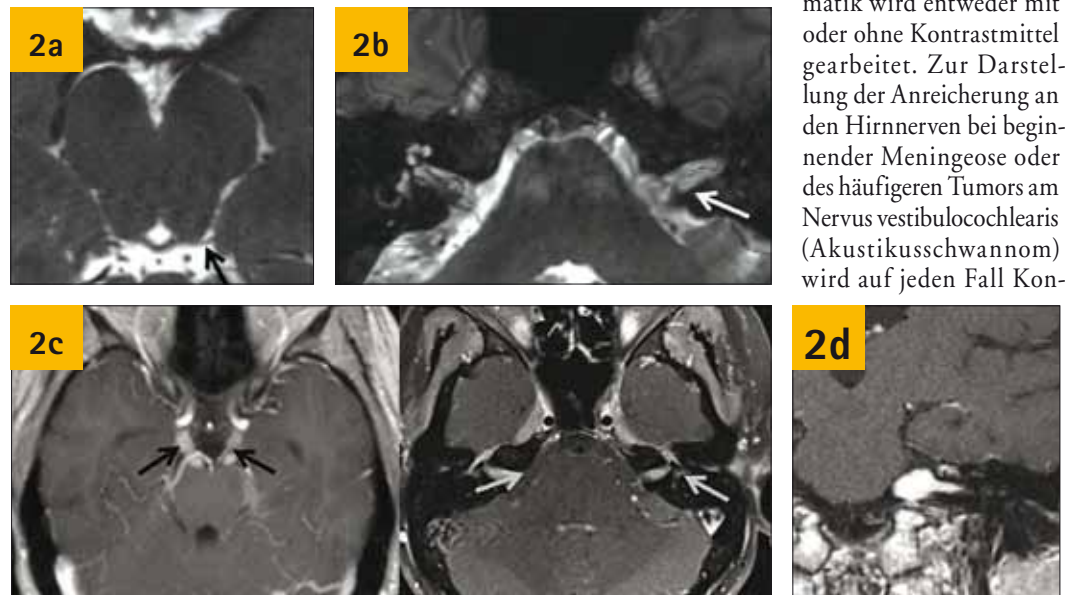 2a
2b
matik wird entweder mit
oder ohne Kontrastmittel
gearbeitet. Zur Darstel-
lung der Anreicherung an
den Hirnnerven bei begin-
nender Meningeose oder
des häufigeren Tumors am
Nervus vestibulocochlearis
(Akustikusschwannom)
wird auf jeden Fall Kon-
2c
2d